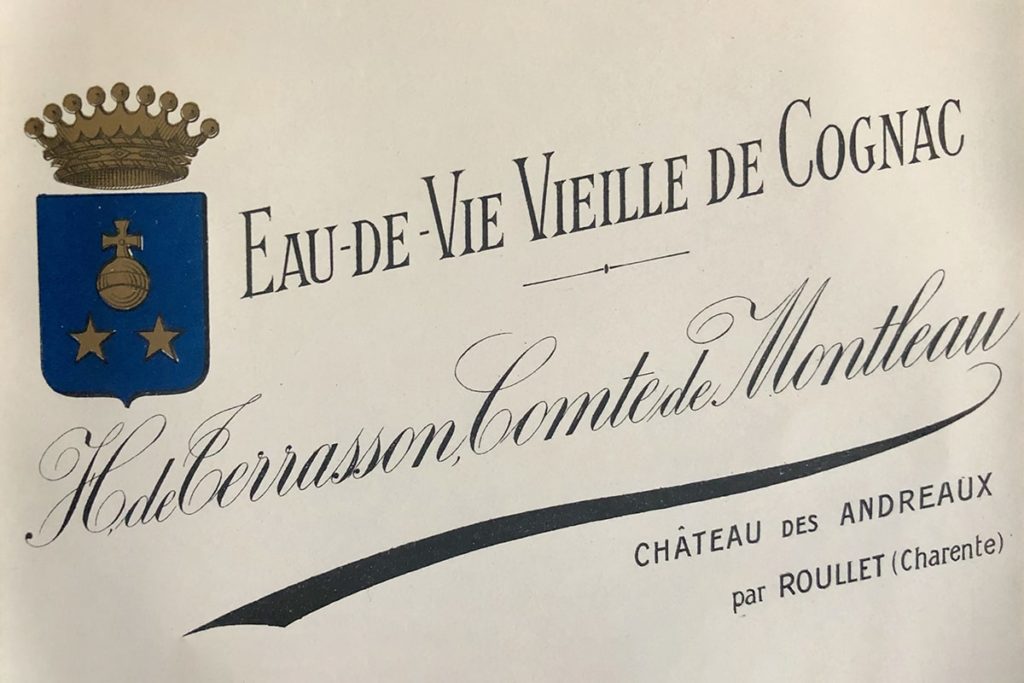 EAU-DE-VIE VIEILLE DE COGNAC
H. de Terrasson, Comte de Montleau
CHÂTEAU DES ANDREAUX
par ROULLET (Charente)